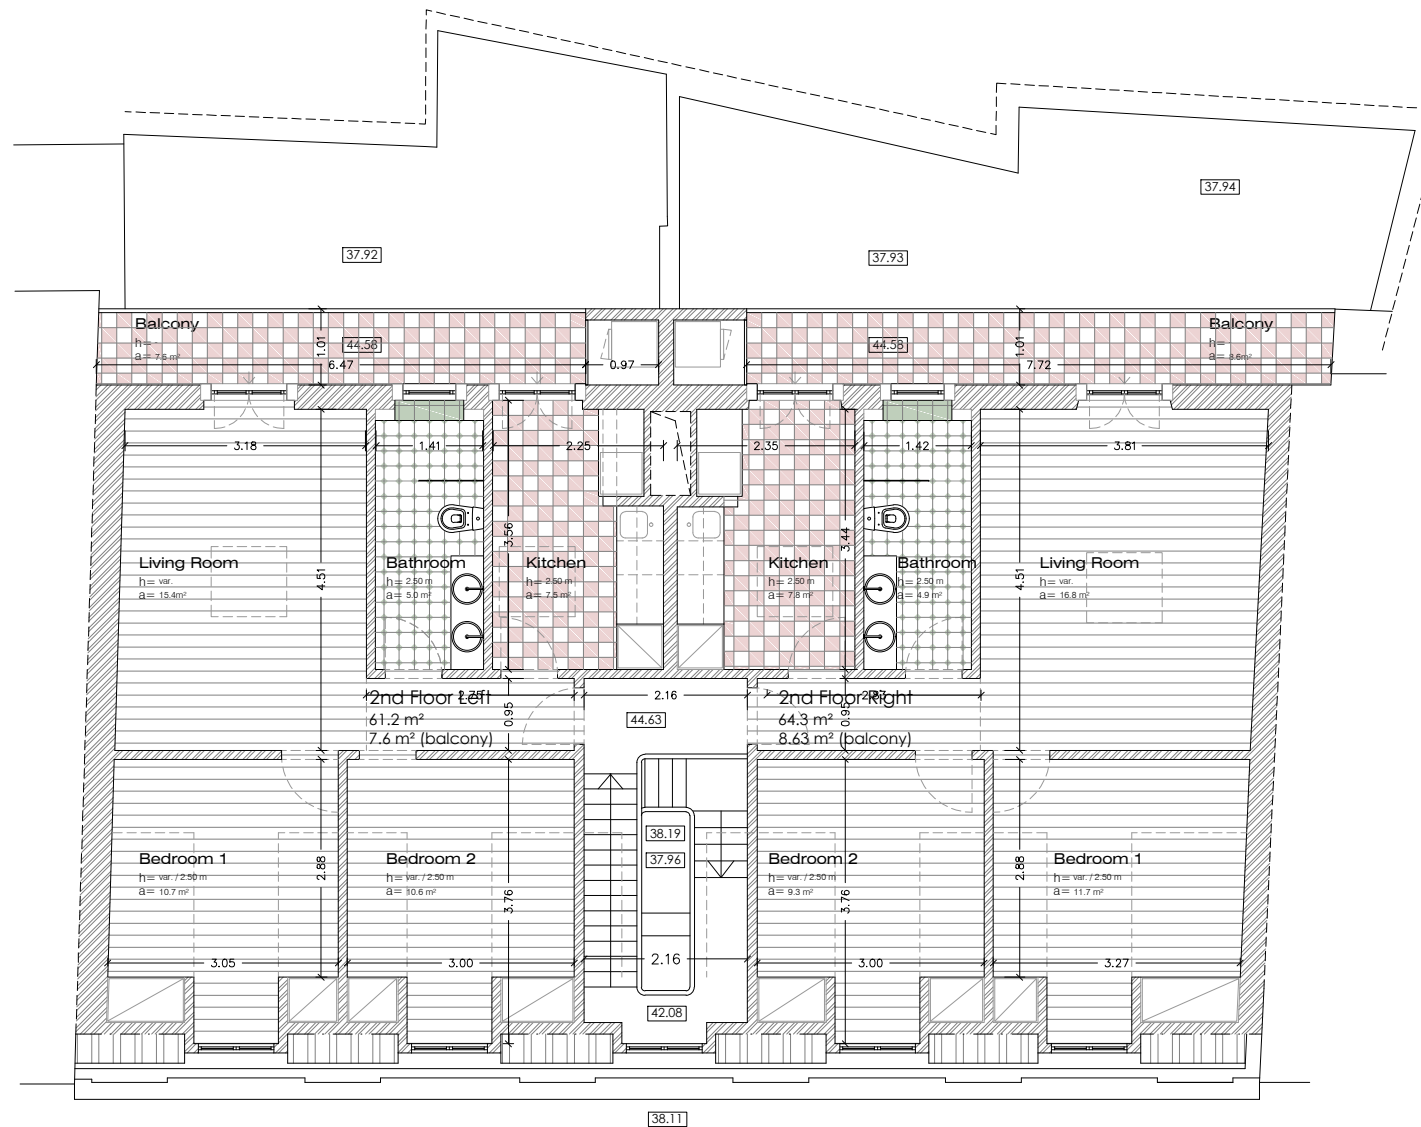 37.94
37.92
37.93
Balcony
h= -
a= 7.5 m²
1.01
44.58
6.47
0.97
44.58
1.01
7.72
Balcony
h= -
a= 8.6m²
3.18
1.41
2.25
2.35
1.42
3.81
3.56
3.44
4.51
4.51
Living Room
h= var.
a= 15.4m²
Bathroom
h= 2.50 m
a= 5.0 m²
Kitchen
h= 2.50 m
a= 7.5 m²
Kitchen
h= 2.50 m
a= 7.8 m²
Bathroom
h= 2.50 m
a= 4.9 m²
Living Room
h= var.
a= 16.8 m²
2nd Floor Left
61.2 m²
7.6 m² (balcony)
0.95
2.16
44.63
2nd Floor Right
64.3 m²
8.63 m² (balcony)
0.95
38.19
37.96
Bedroom 1
h= var. / 2.50 m
a= 10.7 m²
2.88
Bedroom 2
h= var. / 2.50 m
a= 10.6 m²
3.76
Bedroom 2
h= var. / 2.50 m
a= 9.3 m²
3.76
2.88
Bedroom 1
h= var. / 2.50 m
a= 11.7 m²
3.05
3.00
2.16
3.00
3.27
42.08
38.11